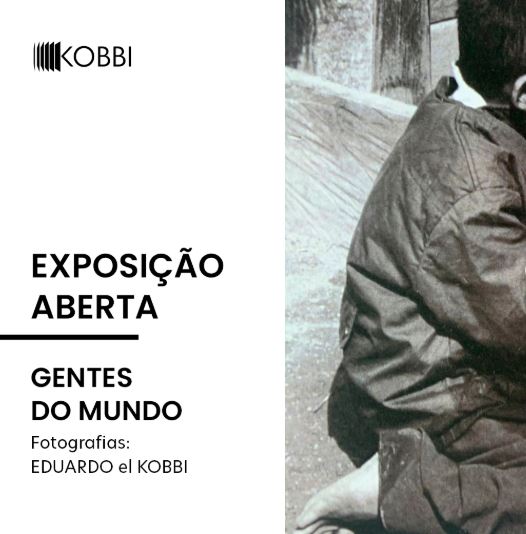 KOBBI
EXPOSIÇÃO
ABERTA
GENTES
DO MUNDO
Fotografias:
EDUARDO el KOBBI